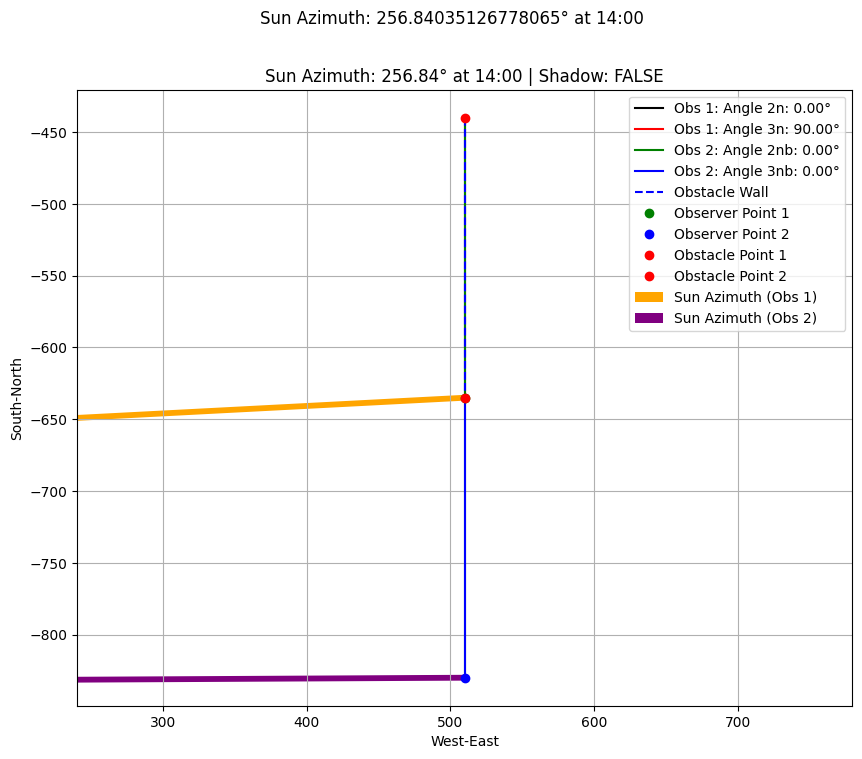 Sun Azimuth: 256.84035126778065° at 14:00
Sun Azimuth: 256.84° at 14:00 | Shadow: FALSE
Obs 1: Angle 2n: 0.00°
Obs 1: Angle 3n: 90.00°
Obs 2: Angle 2nb: 0.00°
Obs 2: Angle 3nb: 0.00°
Obstacle Wall
Observer Point 1
Observer Point 2
Obstacle Point 1
Obstacle Point 2
Sun Azimuth (Obs 1)
Sun Azimuth (Obs 2)
South-North
−450
−500
−550
−600
−650
−700
−750
−800
300
400
500
600
700
West-East